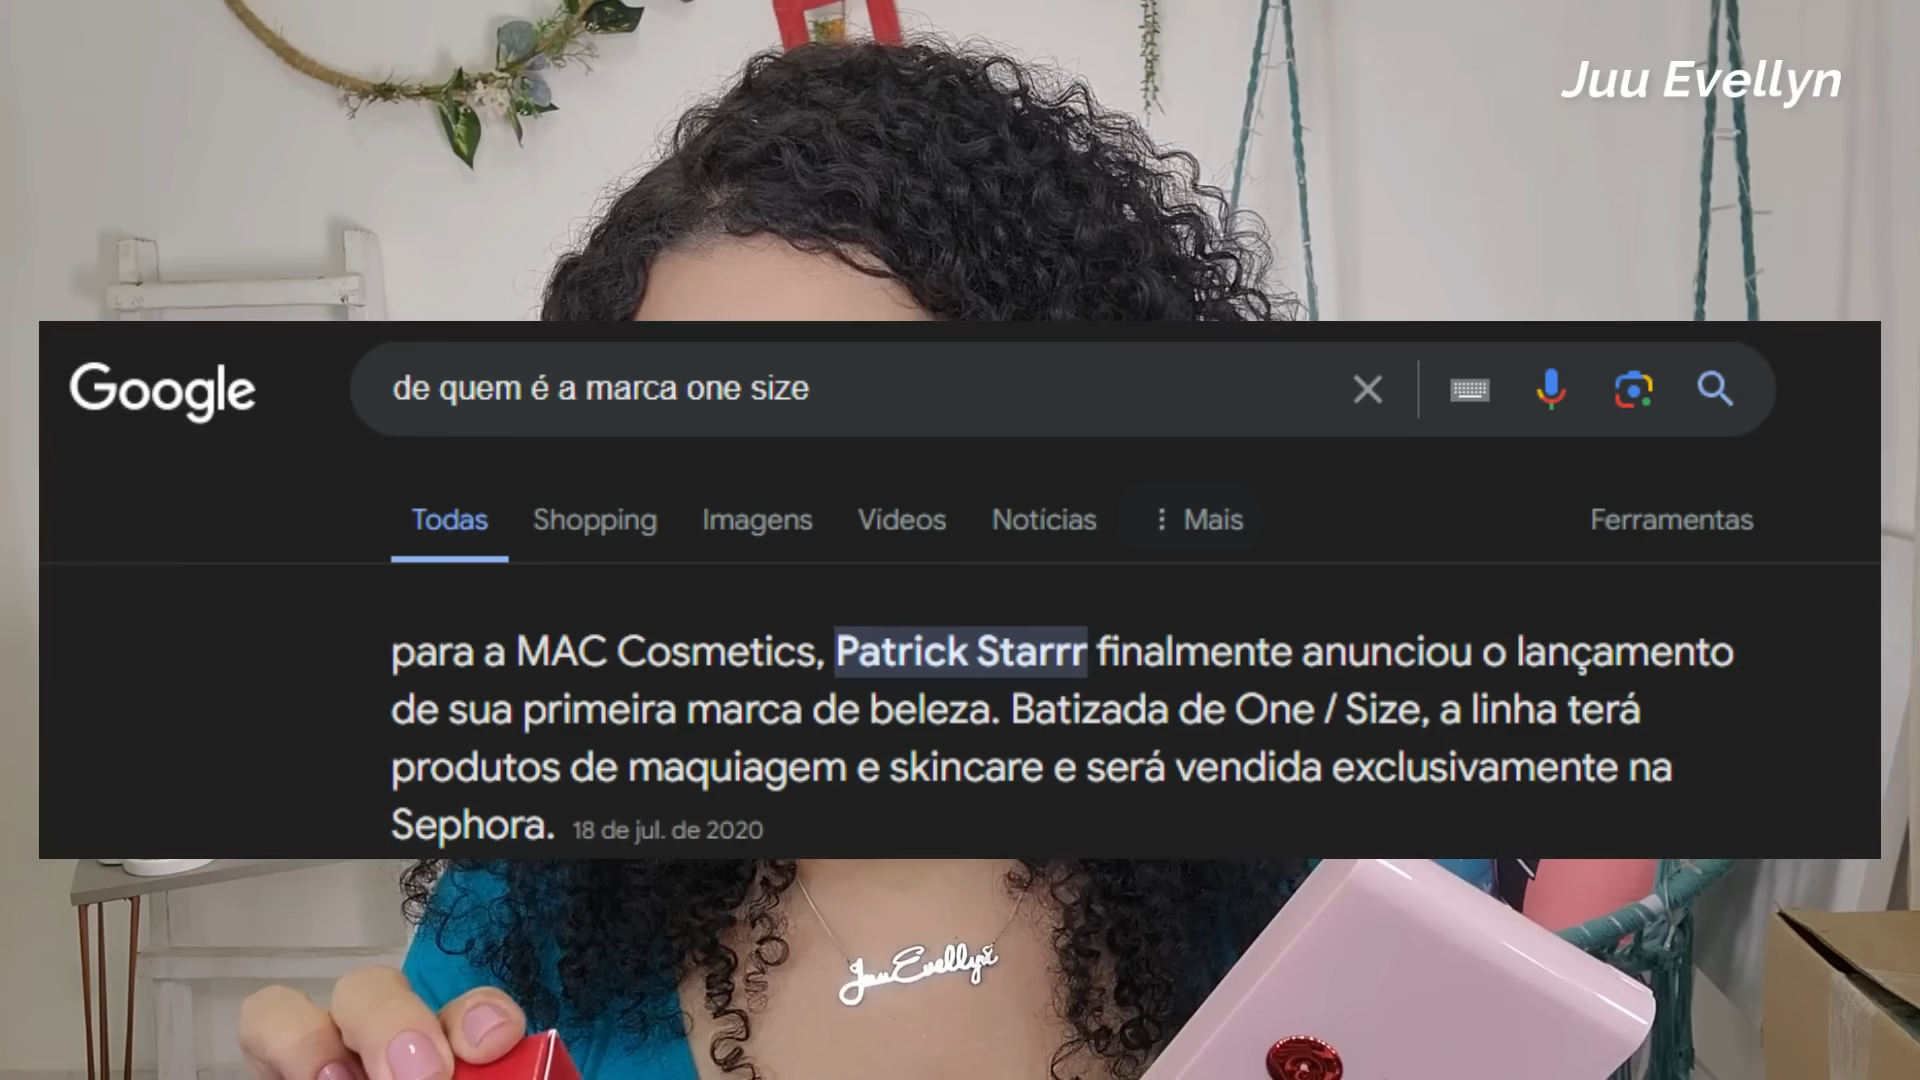 Juu Evellyn
Google
de quem é a marca one size
Todas Shopping Imagens Vídeos Notícias Mais Ferramentas
para a MAC Cosmetics, Patrick Starrr finalmente anunciou o lançamento
de sua primeira marca de beleza. Batizada de One / Size, a linha terá
produtos de maquiagem e skincare e será vendida exclusivamente na
Sephora. 18 de jul. de 2020
JuuEvellyn